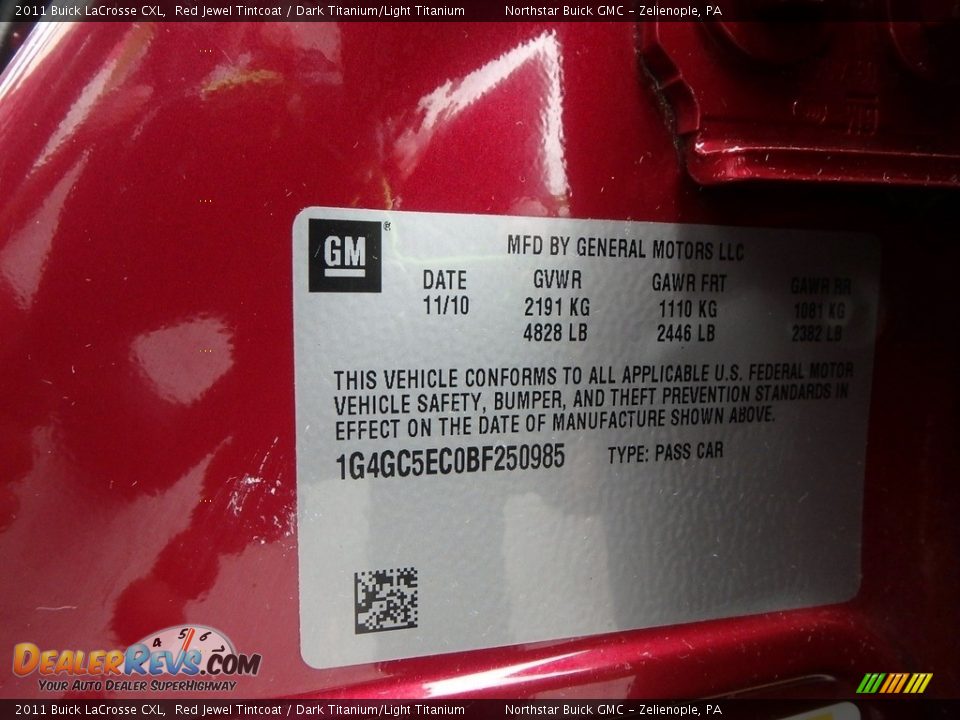 2011 Buick LaCrosse CXL, Red Jewel Tintcoat / Dark Titanium/Light Titanium Northstar Buick GMC - Zelienople, PA
GM®
MFD BY GENERAL MOTORS LLC
DATE GVWR GAWR FRT GAWR RR
11/10 2191 KG 1110 KG 1081 KG
4828 LB 2446 LB 2382 LB
THIS VEHICLE CONFORMS TO ALL APPLICABLE U.S. FEDERAL MOTOR
VEHICLE SAFETY, BUMPER, AND THEFT PREVENTION STANDARDS IN
EFFECT ON THE DATE OF MANUFACTURE SHOWN ABOVE.
1G4GC5EC0BF250985 TYPE: PASS CAR
4 5 6
DEALERREVS.COM
YOUR AUTO DEALER SUPERHIGHWAY
2011 Buick LaCrosse CXL, Red Jewel Tintcoat / Dark Titanium/Light Titanium Northstar Buick GMC - Zelienople, PA